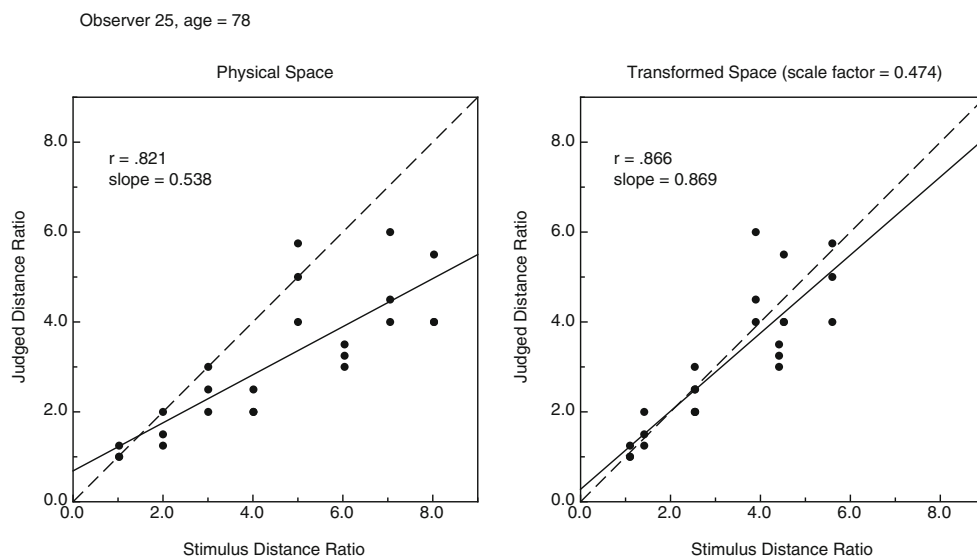 Observer 25, age = 78
Physical Space
r = .821
slope = 0.538
Judged Distance Ratio
8.0
6.0
4.0
2.0
0.0
0.0 2.0 4.0 6.0 8.0
Stimulus Distance Ratio
Transformed Space (scale factor = 0.474)
r = .866
slope = 0.869
Judged Distance Ratio
8.0
6.0
4.0
2.0
0.0
0.0 2.0 4.0 6.0 8.0
Stimulus Distance Ratio